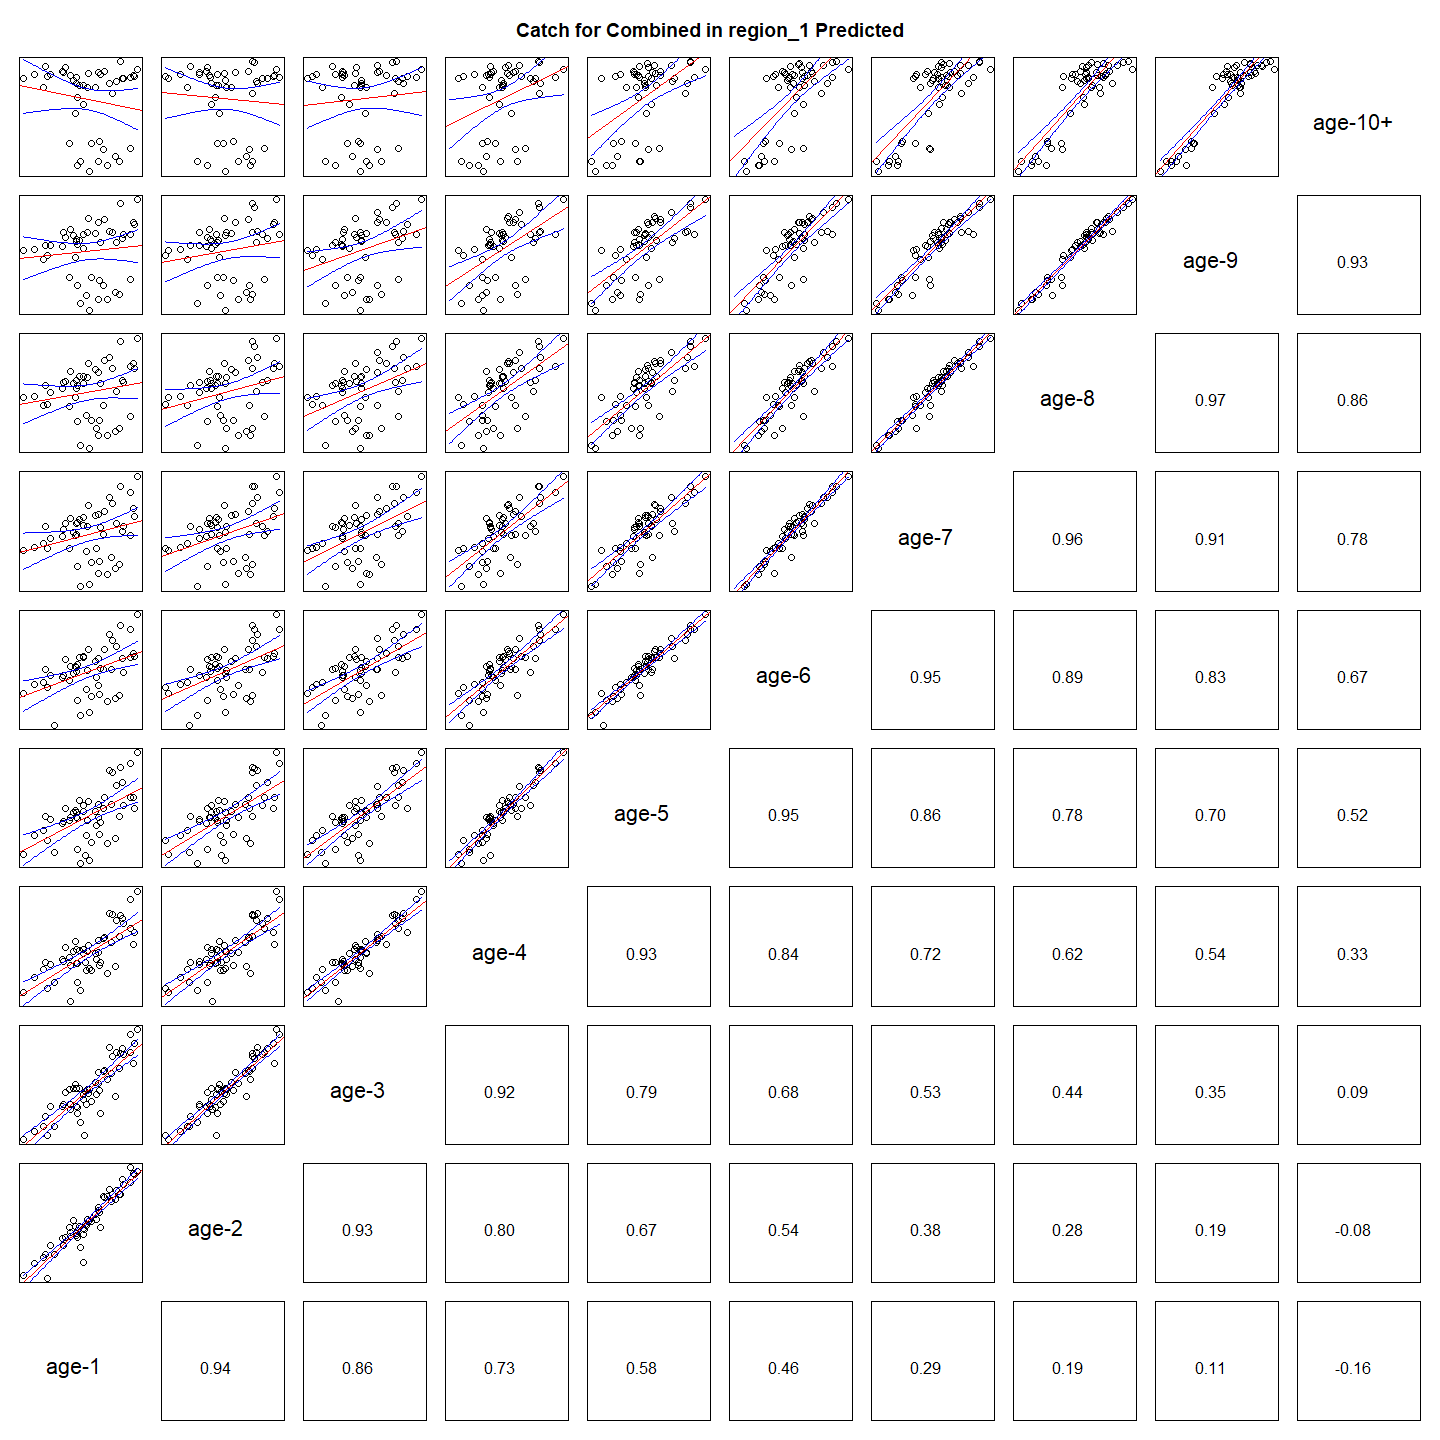 Catch for Combined in region_1 Predicted
age-10+
age-9 0.93
age-8 0.97 0.86
age-7 0.96 0.91 0.78
age-6 0.95 0.89 0.83 0.67
age-5 0.95 0.86 0.78 0.70 0.52
age-4 0.93 0.84 0.72 0.62 0.54 0.33
age-3 0.92 0.79 0.68 0.53 0.44 0.35 0.09
age-2 0.93 0.80 0.67 0.54 0.38 0.28 0.19 -0.08
age-1 0.94 0.86 0.73 0.58 0.46 0.29 0.19 0.11 -0.16